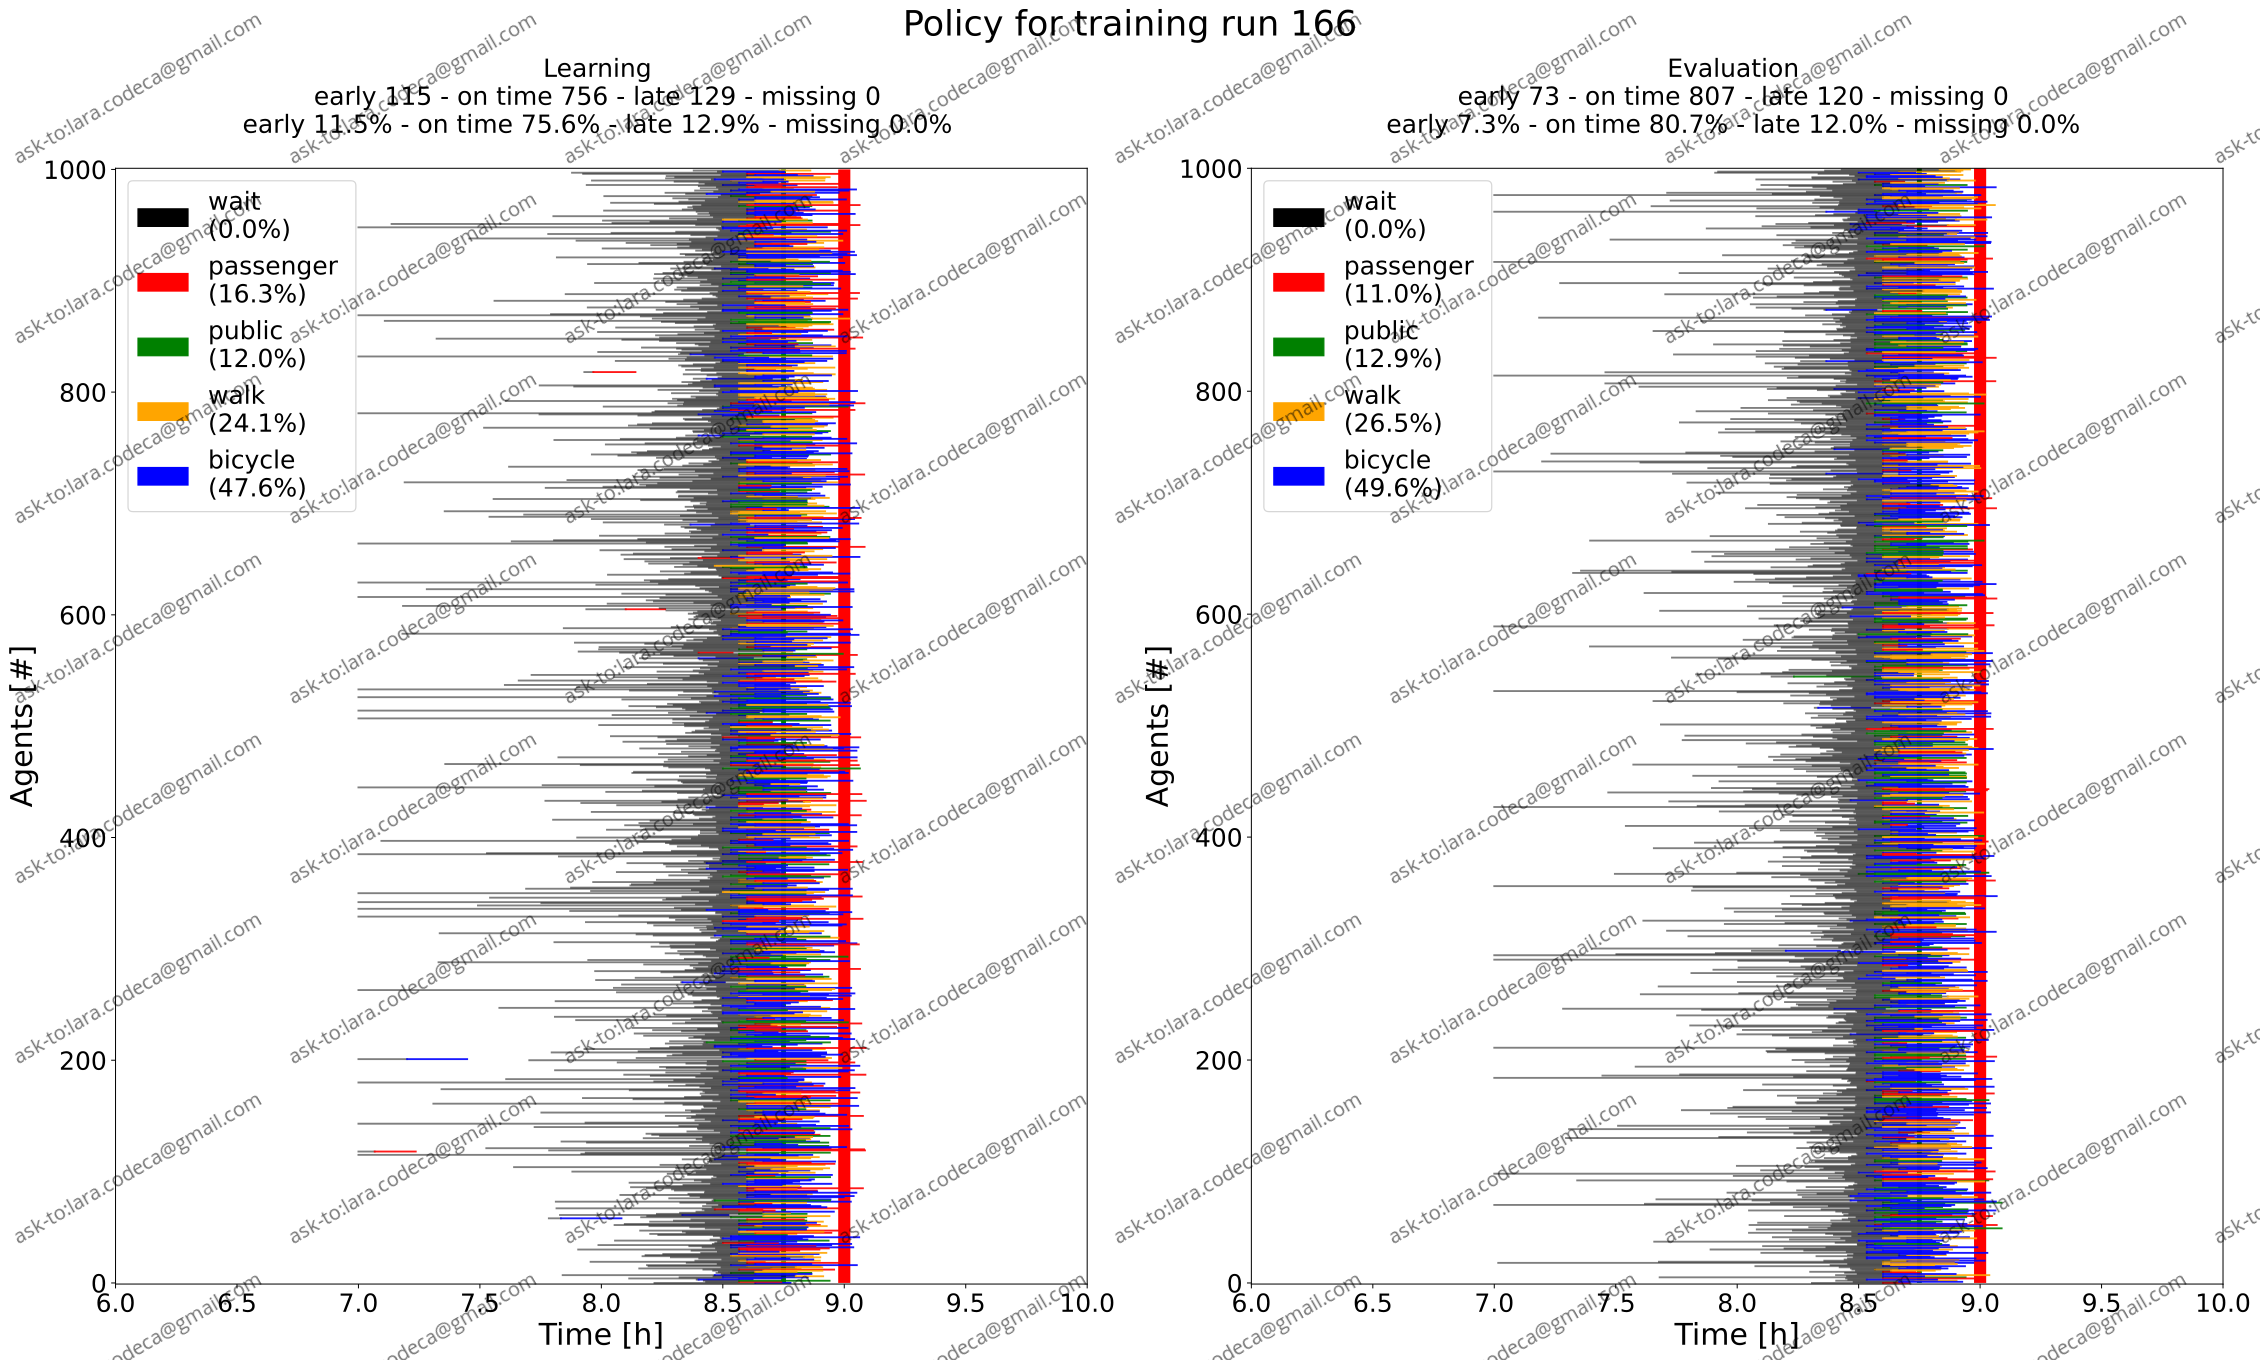 Policy for training run 166
Learning
early 115 - on time 756 - late 129 - missing 0
early 11.5% - on time 75.6% - late 12.9% - missing 0.0%
1000
800
600
400
200
0
Agents [#]
wait
(0.0%)
passenger
(16.3%)
public
(12.0%)
walk
(24.1%)
bicycle
(47.6%)
6.0 6.5 7.0 7.5 8.0 8.5 9.0 9.5 10.0
Time [h]
Evaluation
early 73 - on time 807 - late 120 - missing 0
early 7.3% - on time 80.7% - late 12.0% - missing 0.0%
1000
800
600
400
200
0
Agents [#]
wait
(0.0%)
passenger
(11.0%)
public
(12.9%)
walk
(26.5%)
bicycle
(49.6%)
6.0 6.5 7.0 7.5 8.0 8.5 9.0 9.5 10.0
Time [h]
ask-to:lara.codeca@gmail.com